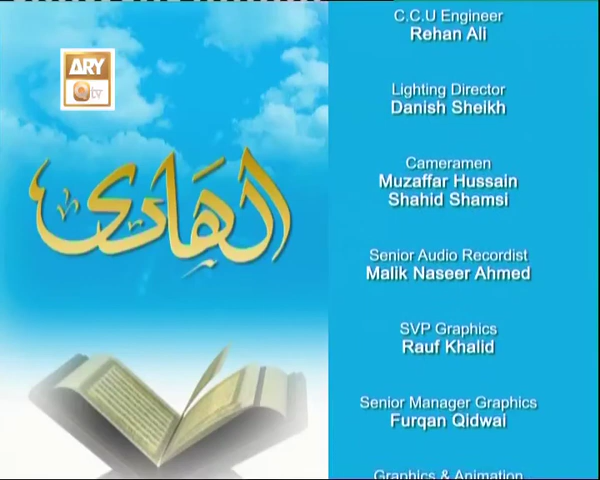 ARY
Qtv
الهادی
C.C.U Engineer
Rehan Ali
Lighting Director
Danish Sheikh
Cameramen
Muzaffar Hussain
Shahid Shamsi
Senior Audio Recordist
Malik Naseer Ahmed
SVP Graphics
Rauf Khalid
Senior Manager Graphics
Furqan Qidwai
Graphics & Animation